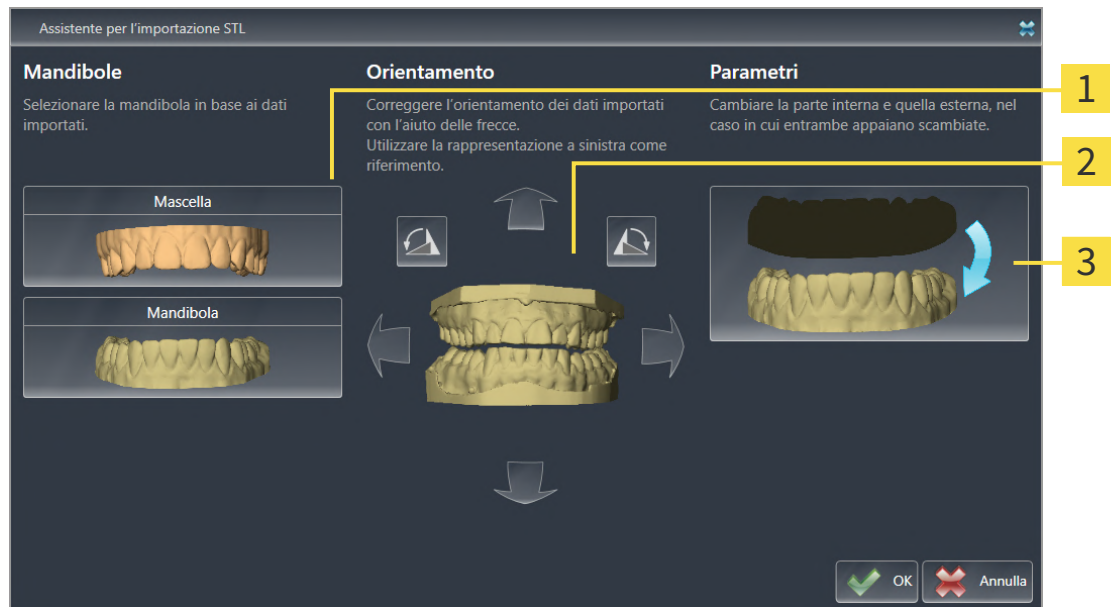 Assistente per l'importazione STL
Mandibole
Selezionare la mandibola in base ai dati
importati.
Mascella
Mandibola
Orientamento
Correggere l'orientamento dei dati importati
con l'aiuto delle frecce.
Utilizzare la rappresentazione a sinistra come
riferimento.
Parametri
Cambiare la parte interna e quella esterna, nel
caso in cui entrambe appaiano scambiate.
1
2
3
OK
Annulla